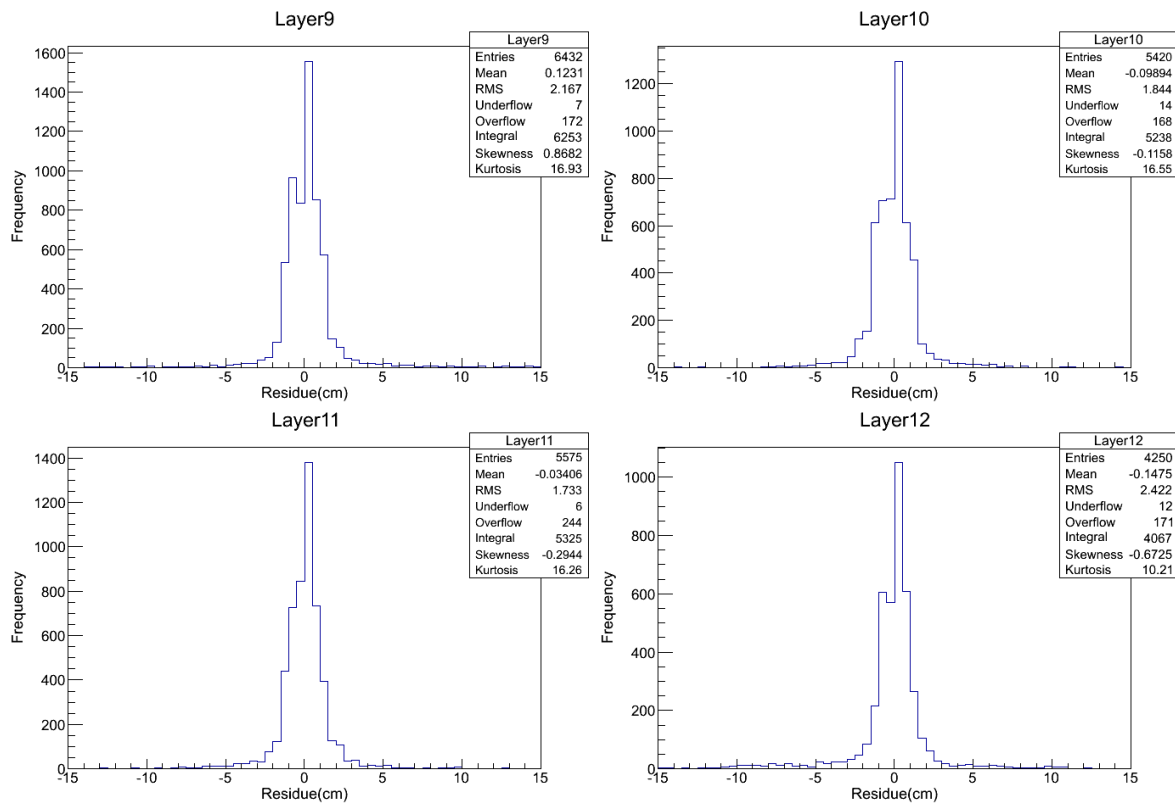 Layer9
Layer9
Entries 6432
Mean 0.1231
RMS 2.167
Underflow 7
Overflow 172
Integral 6253
Skewness 0.8682
Kurtosis 16.93
Frequency
1600
1400
1200
1000
800
600
400
200
0
-15 -10 -5 0 5 10 15
Residue(cm)
Layer10
Layer10
Entries 5420
Mean -0.09894
RMS 1.844
Underflow 14
Overflow 168
Integral 5238
Skewness -0.1158
Kurtosis 16.55
Frequency
1200
1000
800
600
400
200
0
-15 -10 -5 0 5 10 15
Residue(cm)
Layer11
Layer11
Entries 5575
Mean -0.03406
RMS 1.733
Underflow 6
Overflow 244
Integral 5325
Skewness -0.2944
Kurtosis 16.26
Frequency
1400
1200
1000
800
600
400
200
0
-15 -10 -5 0 5 10 15
Residue(cm)
Layer12
Layer12
Entries 4250
Mean -0.1475
RMS 2.422
Underflow 12
Overflow 171
Integral 4067
Skewness -0.6725
Kurtosis 10.21
Frequency
1000
800
600
400
200
0
-15 -10 -5 0 5 10 15
Residue(cm)